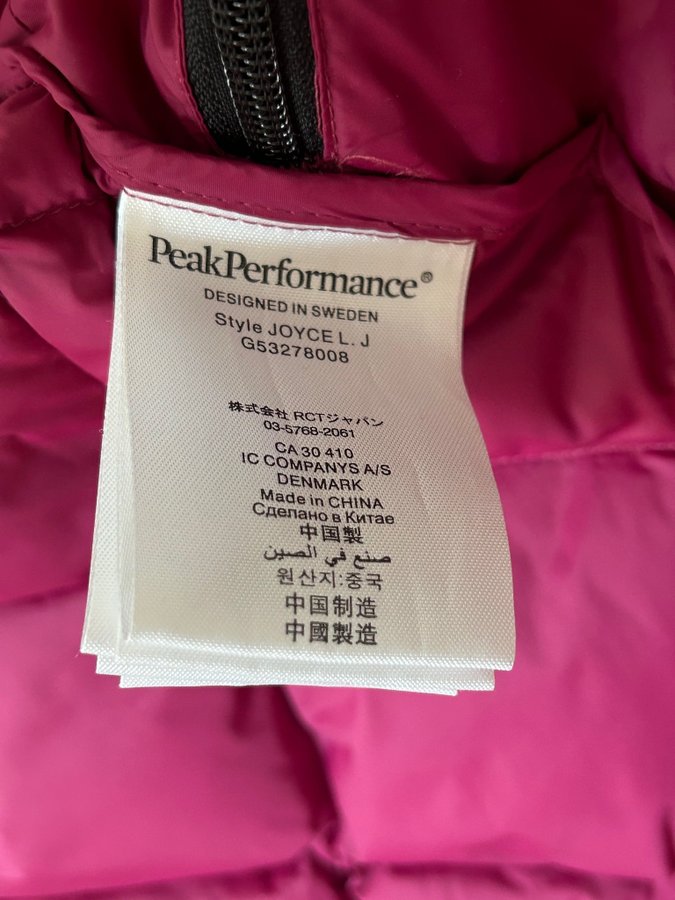 PeakPerformance®
DESIGNED IN SWEDEN
Style JOYCE L. J
G53278008
株式会社 RCTジャパン
03-5768-2061
CA 30 410
IC COMPANYS A/S
DENMARK
Made in CHINA
Сделано в Китае
中国製
صنع في الصين
원산지:중국
中国制造
中國製造